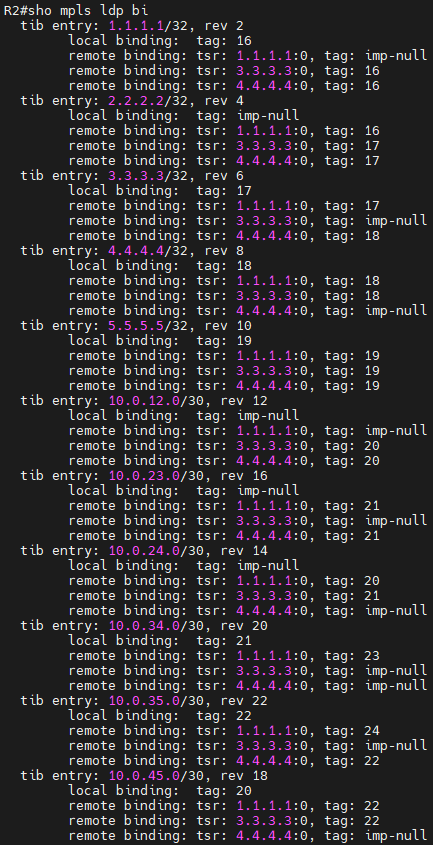 R2#sho mpls ldp bi
  tib entry: 1.1.1.1/32, rev 2
        local binding:  tag: 16
        remote binding: tsr: 1.1.1.1:0, tag: imp-null
        remote binding: tsr: 3.3.3.3:0, tag: 16
        remote binding: tsr: 4.4.4.4:0, tag: 16
  tib entry: 2.2.2.2/32, rev 4
        local binding:  tag: imp-null
        remote binding: tsr: 1.1.1.1:0, tag: 16
        remote binding: tsr: 3.3.3.3:0, tag: 17
        remote binding: tsr: 4.4.4.4:0, tag: 17
  tib entry: 3.3.3.3/32, rev 6
        local binding:  tag: 17
        remote binding: tsr: 1.1.1.1:0, tag: 17
        remote binding: tsr: 3.3.3.3:0, tag: imp-null
        remote binding: tsr: 4.4.4.4:0, tag: 18
  tib entry: 4.4.4.4/32, rev 8
        local binding:  tag: 18
        remote binding: tsr: 1.1.1.1:0, tag: 18
        remote binding: tsr: 3.3.3.3:0, tag: 18
        remote binding: tsr: 4.4.4.4:0, tag: imp-null
  tib entry: 5.5.5.5/32, rev 10
        local binding:  tag: 19
        remote binding: tsr: 1.1.1.1:0, tag: 19
        remote binding: tsr: 3.3.3.3:0, tag: 19
        remote binding: tsr: 4.4.4.4:0, tag: 19
  tib entry: 10.0.12.0/30, rev 12
        local binding:  tag: imp-null
        remote binding: tsr: 1.1.1.1:0, tag: imp-null
        remote binding: tsr: 3.3.3.3:0, tag: 20
        remote binding: tsr: 4.4.4.4:0, tag: 20
  tib entry: 10.0.23.0/30, rev 16
        local binding:  tag: imp-null
        remote binding: tsr: 1.1.1.1:0, tag: 21
        remote binding: tsr: 3.3.3.3:0, tag: imp-null
        remote binding: tsr: 4.4.4.4:0, tag: 21
  tib entry: 10.0.24.0/30, rev 14
        local binding:  tag: imp-null
        remote binding: tsr: 1.1.1.1:0, tag: 20
        remote binding: tsr: 3.3.3.3:0, tag: 21
        remote binding: tsr: 4.4.4.4:0, tag: imp-null
  tib entry: 10.0.34.0/30, rev 20
        local binding:  tag: 21
        remote binding: tsr: 1.1.1.1:0, tag: 23
        remote binding: tsr: 3.3.3.3:0, tag: imp-null
        remote binding: tsr: 4.4.4.4:0, tag: imp-null
  tib entry: 10.0.35.0/30, rev 22
        local binding:  tag: 22
        remote binding: tsr: 1.1.1.1:0, tag: 24
        remote binding: tsr: 3.3.3.3:0, tag: imp-null
        remote binding: tsr: 4.4.4.4:0, tag: 22
  tib entry: 10.0.45.0/30, rev 18
        local binding:  tag: 20
        remote binding: tsr: 1.1.1.1:0, tag: 22
        remote binding: tsr: 3.3.3.3:0, tag: 22
        remote binding: tsr: 4.4.4.4:0, tag: imp-null